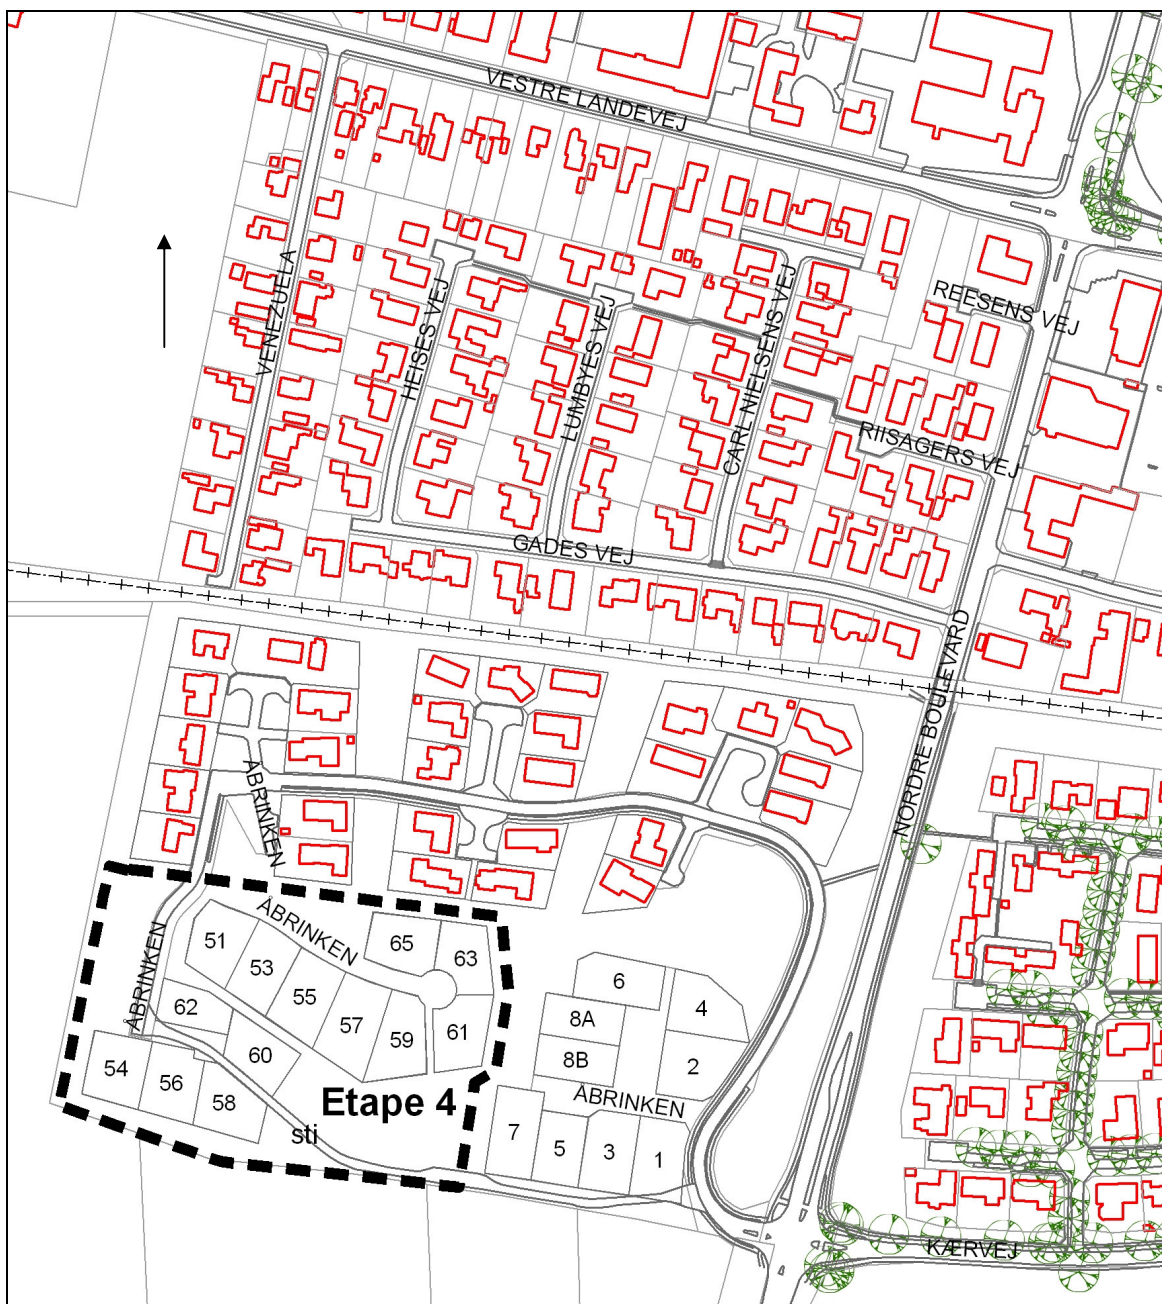 VESTRE LANDEVEJ
VENEZUELA
HEISES VEJ
LUMBYES VEJ
CARL NIELSENS VEJ
REESENS VEJ
RIISAGERS VEJ
GADES VEJ
NORDRE BOULEVARD
ÅBRINKEN
ÅBRINKEN
ÅBRINKEN
51
53
55
57
59
65
63
61
62
60
54
56
58
Etape 4
sti
6
4
8A
8B
2
ÅBRINKEN
7
5
3
1
KÆRVEJ